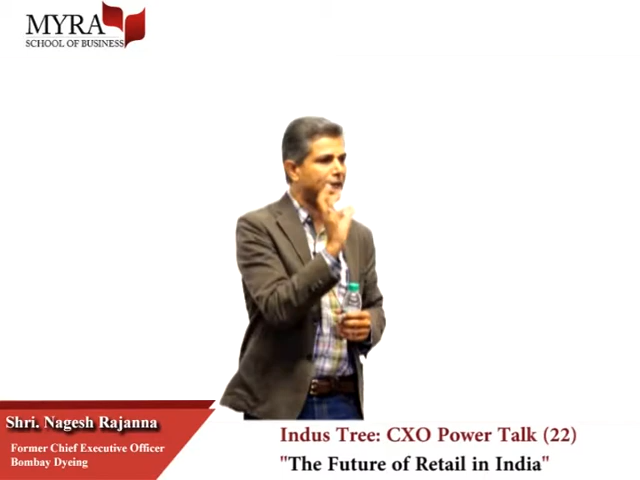 MYRA
SCHOOL OF BUSINESS
Shri. Nagesh Rajanna
Former Chief Executive Officer
Bombay Dyeing
Indus Tree: CXO Power Talk (22)
"The Future of Retail in India"